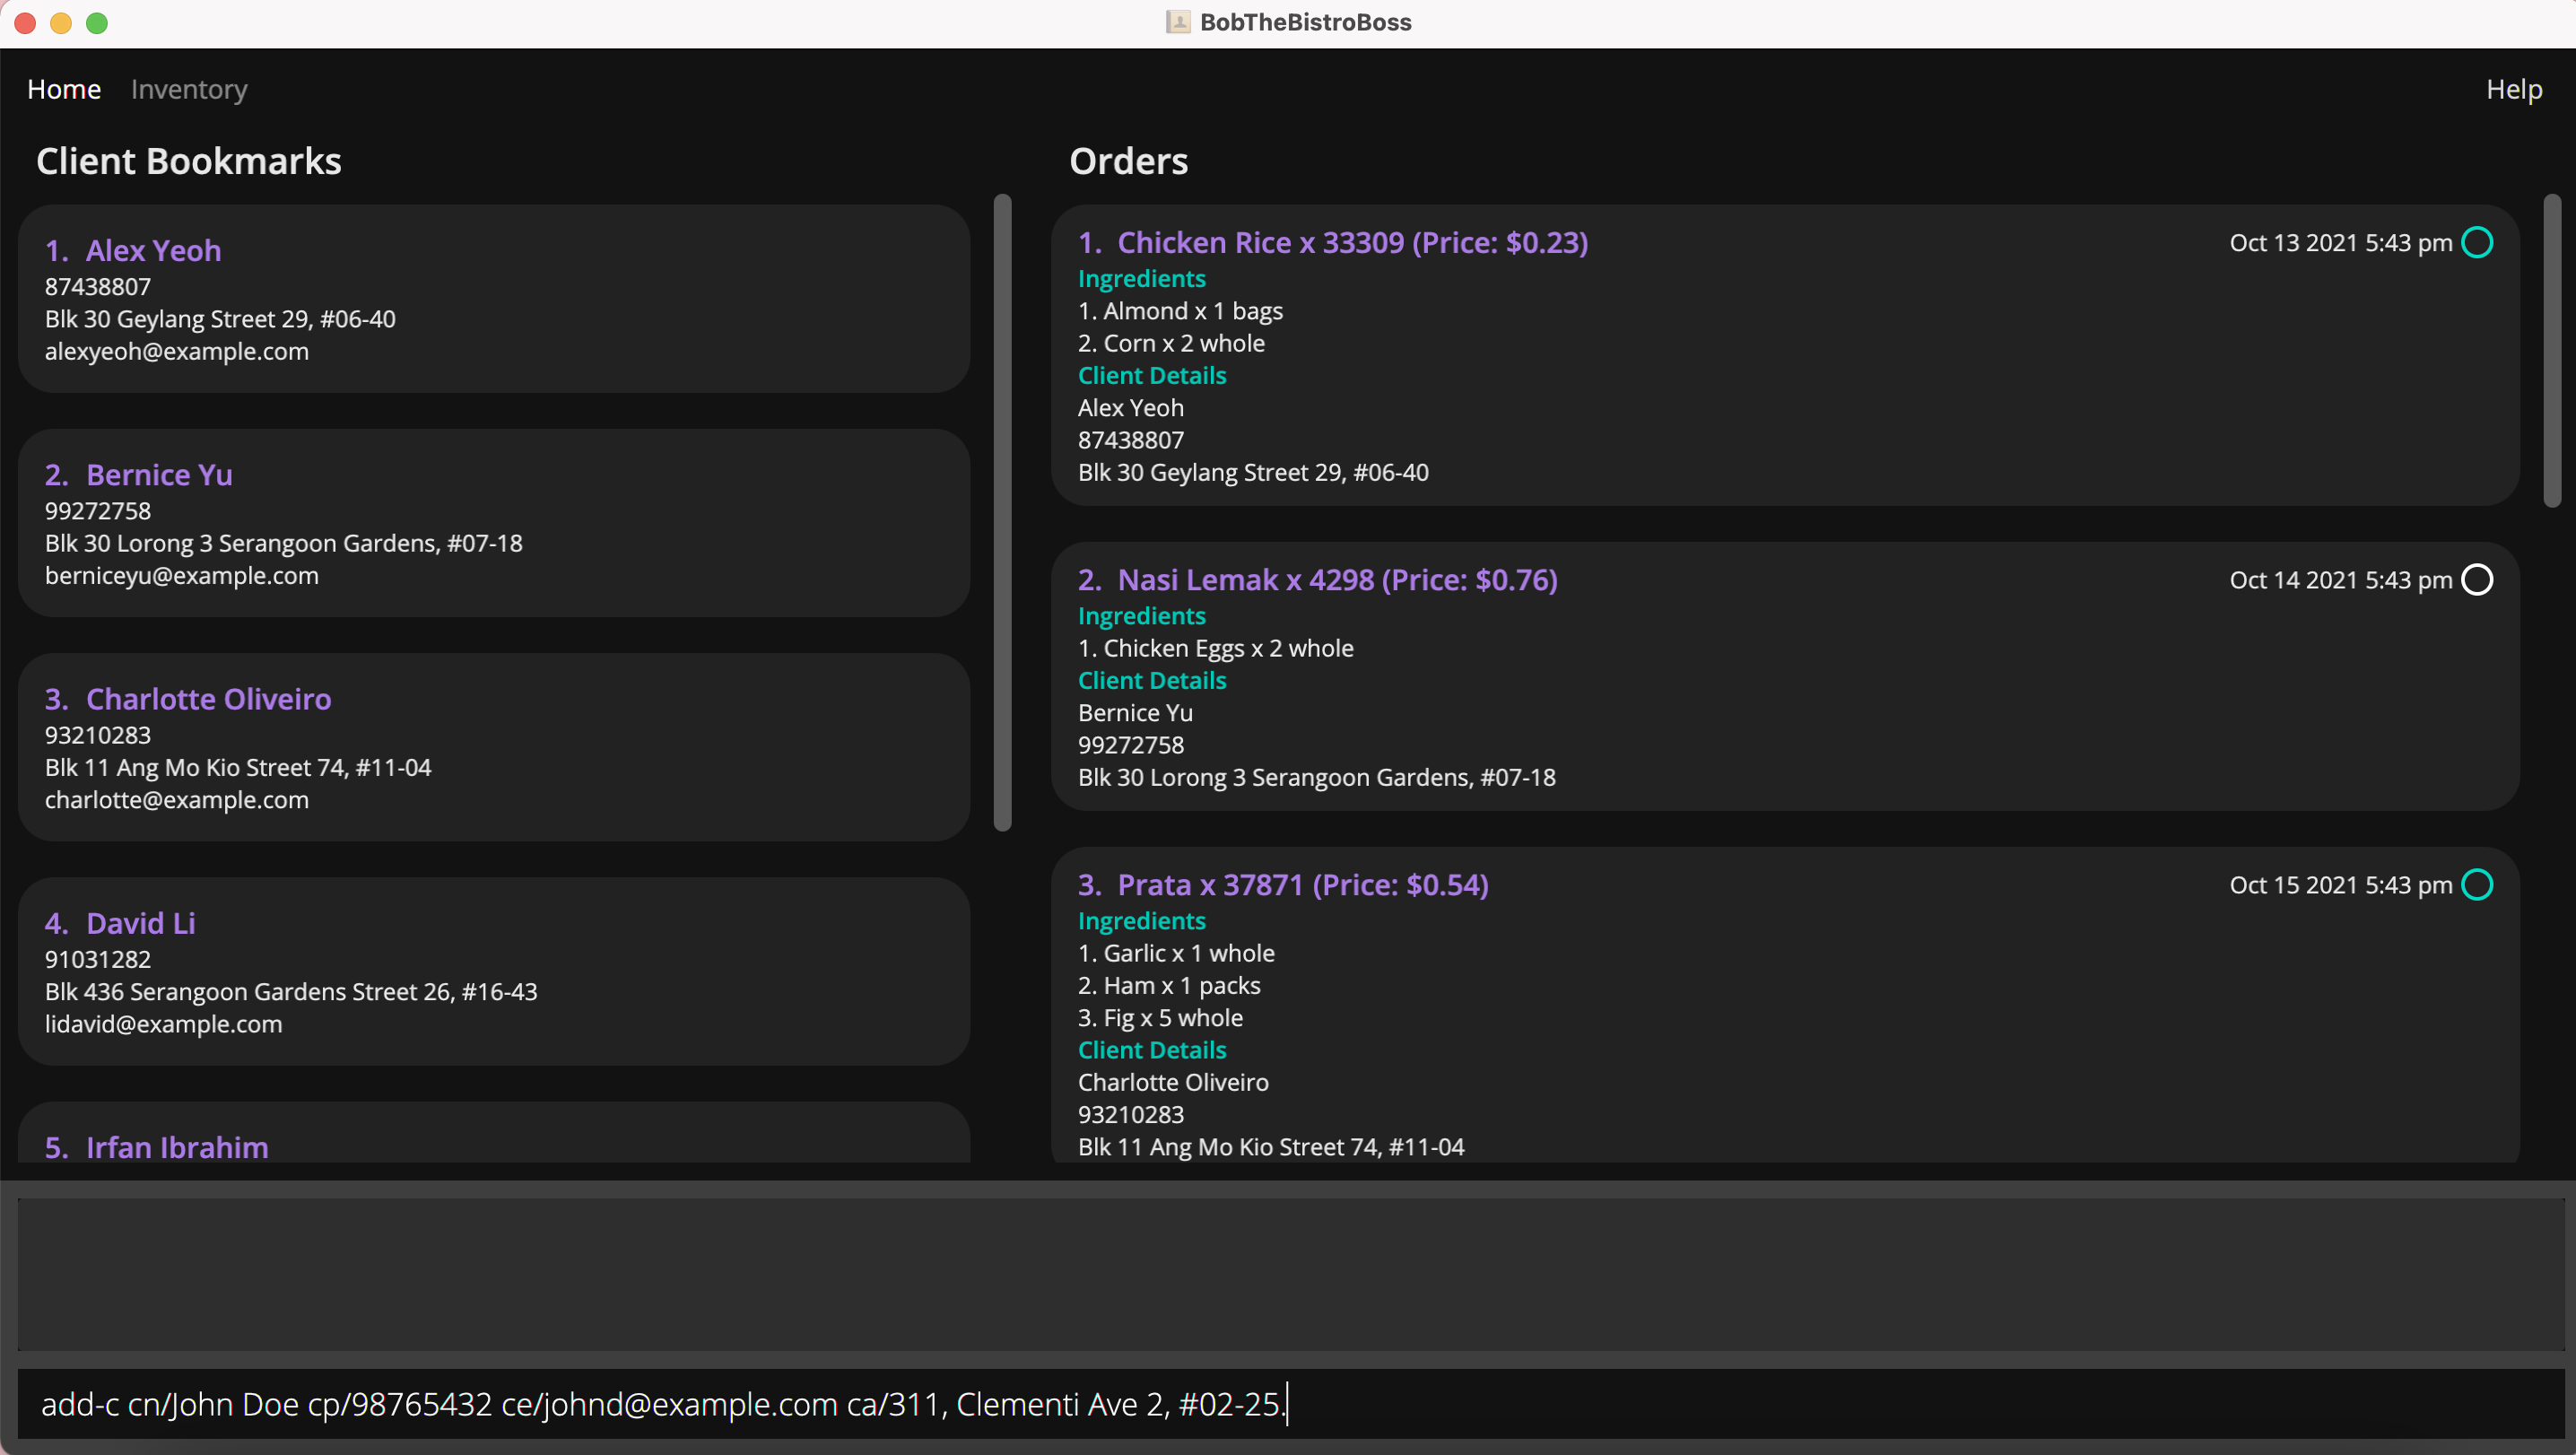 BobTheBistroBoss
Home Inventory Help
Client Bookmarks
1. Alex Yeoh
87438807
Blk 30 Geylang Street 29, #06-40
alexyeoh@example.com
2. Bernice Yu
99272758
Blk 30 Lorong 3 Serangoon Gardens, #07-18
berniceyu@example.com
3. Charlotte Oliveiro
93210283
Blk 11 Ang Mo Kio Street 74, #11-04
charlotte@example.com
4. David Li
91031282
Blk 436 Serangoon Gardens Street 26, #16-43
lidavid@example.com
5. Irfan Ibrahim
Orders
1. Chicken Rice x 33309 (Price: $0.23) Oct 13 2021 5:43 pm
Ingredients
1. Almond x 1 bags
2. Corn x 2 whole
Client Details
Alex Yeoh
87438807
Blk 30 Geylang Street 29, #06-40
2. Nasi Lemak x 4298 (Price: $0.76) Oct 14 2021 5:43 pm
Ingredients
1. Chicken Eggs x 2 whole
Client Details
Bernice Yu
99272758
Blk 30 Lorong 3 Serangoon Gardens, #07-18
3. Prata x 37871 (Price: $0.54) Oct 15 2021 5:43 pm
Ingredients
1. Garlic x 1 whole
2. Ham x 1 packs
3. Fig x 5 whole
Client Details
Charlotte Oliveiro
93210283
Blk 11 Ang Mo Kio Street 74, #11-04
add-c cn/John Doe cp/98765432 ce/johnd@example.com ca/311, Clementi Ave 2, #02-25.